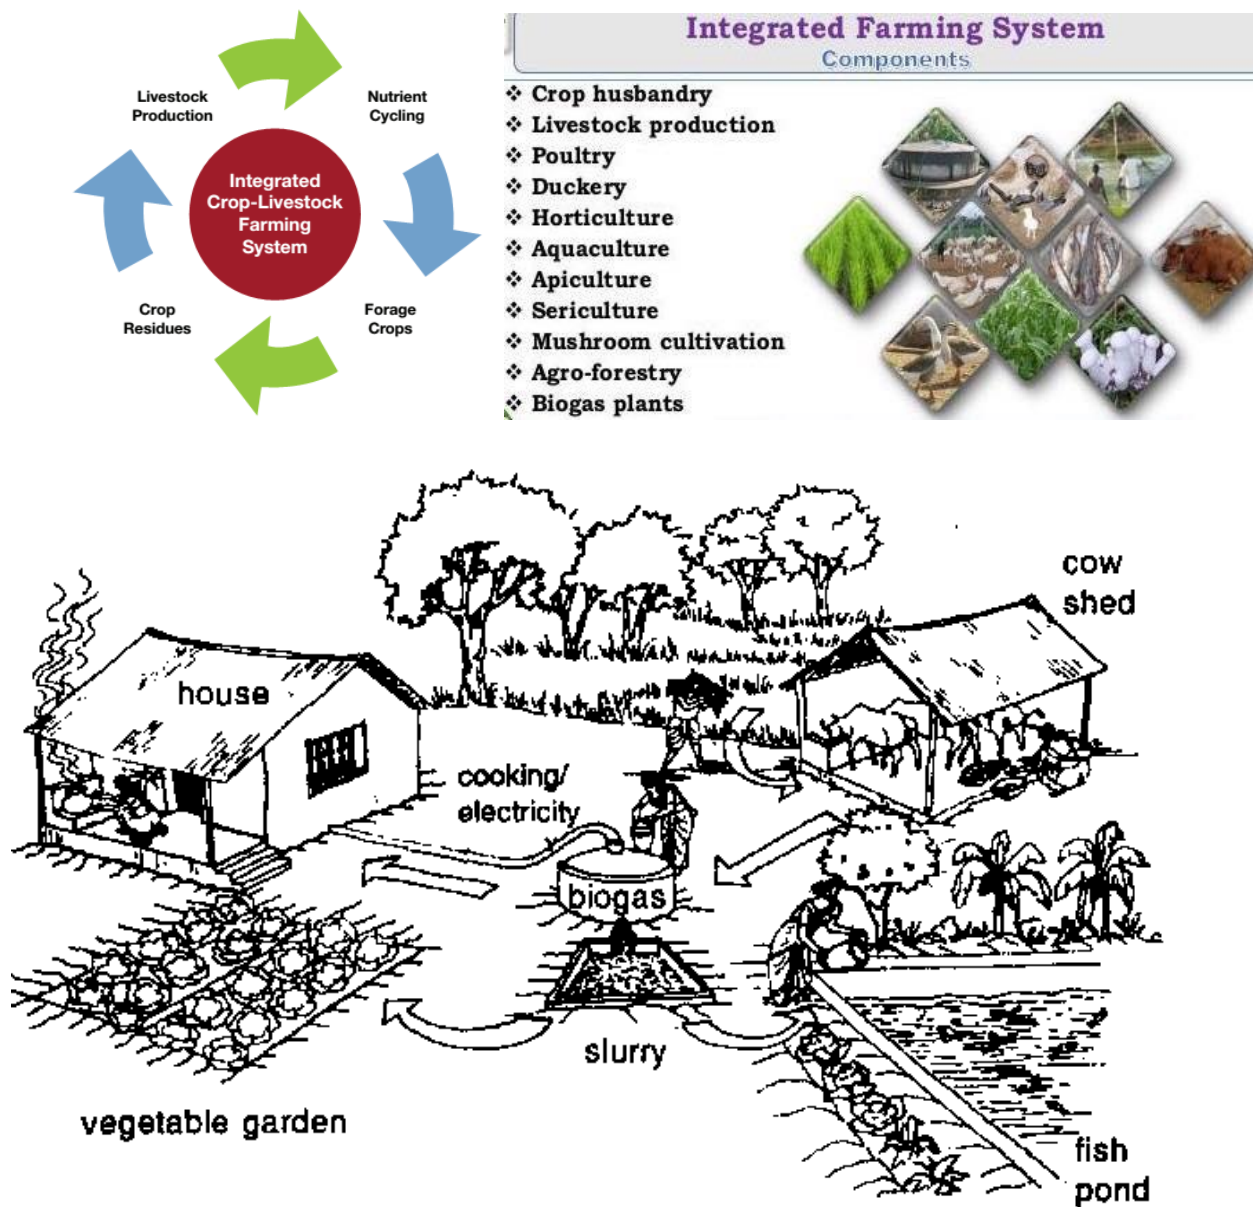 Livestock
Production
Nutrient
Cycling
Integrated
Crop-Livestock
Farming
System
Crop
Residues
Forage
Crops
Integrated Farming System
Components
❖ Crop husbandry
❖ Livestock production
❖ Poultry
❖ Duckery
❖ Horticulture
❖ Aquaculture
❖ Apiculture
❖ Sericulture
❖ Mushroom cultivation
❖ Agro-forestry
❖ Biogas plants
cow
shed
house
cooking/
electricity
biogas
slurry
vegetable garden
fish
pond